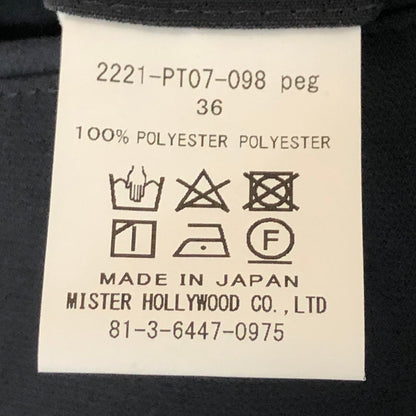 2221-PT07-098 peg
36
100% POLYESTER POLYESTER
F
MADE IN JAPAN
MISTER HOLLYWOOD CO.,LTD
81-3-6447-0975